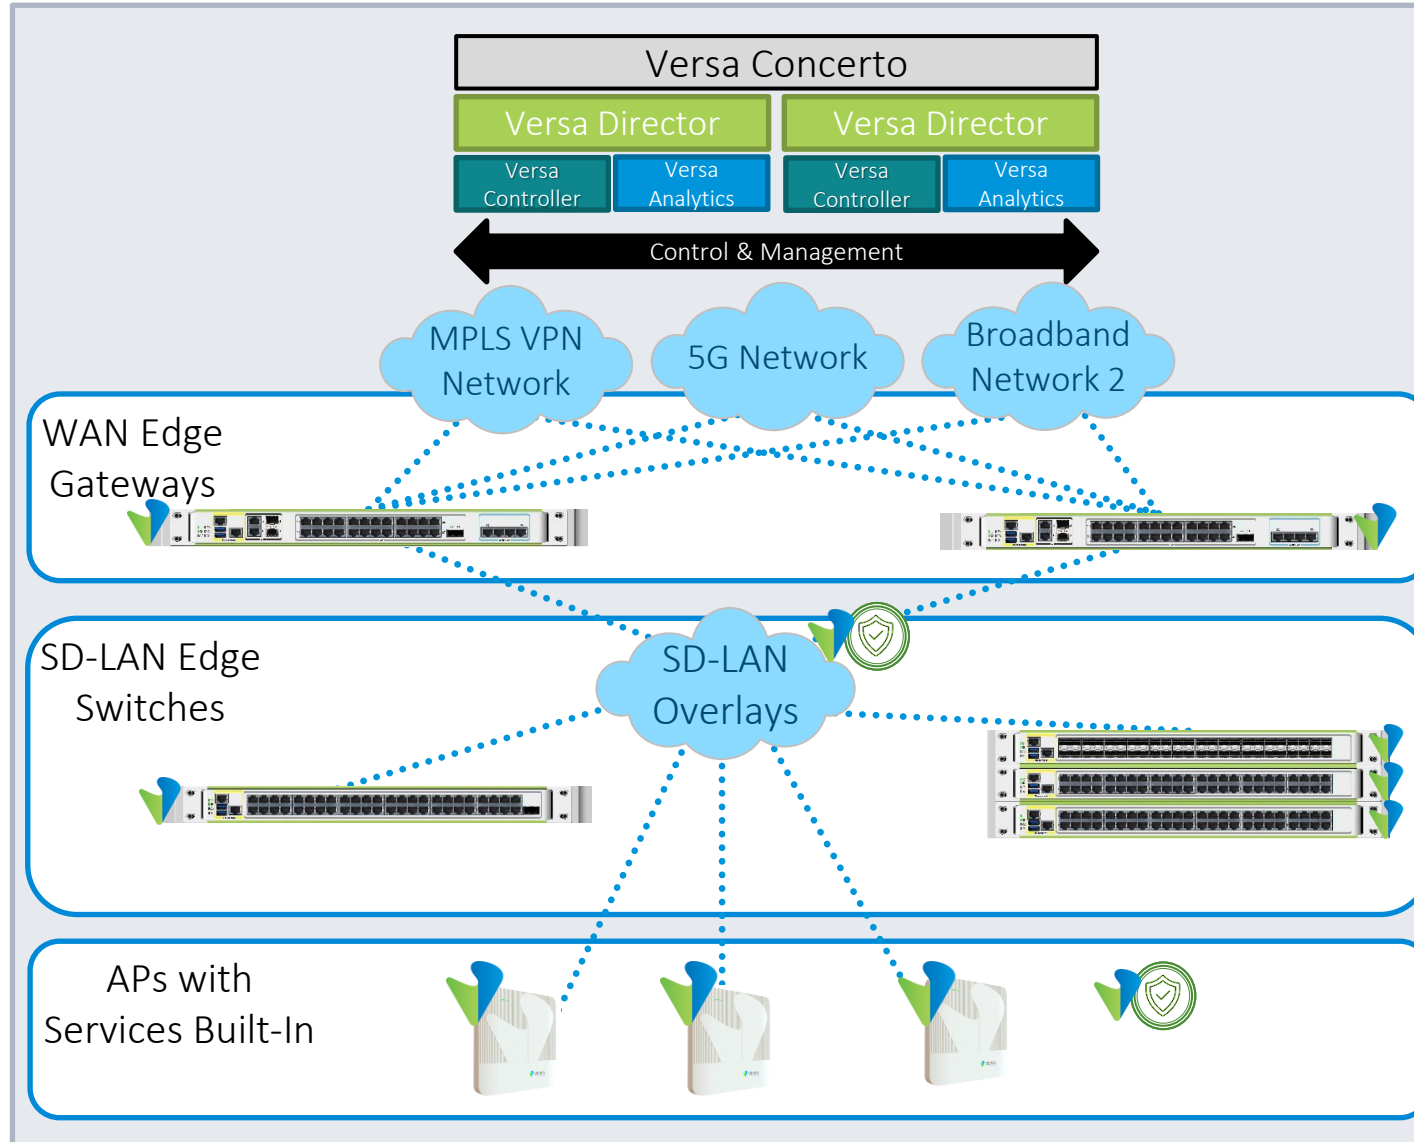 Versa Concerto
Versa Director
Versa Director
Versa
Controller
Versa
Analytics
Versa
Controller
Versa
Analytics
Control & Management
MPLS VPN
Network
5G Network
Broadband
Network 2
WAN Edge
Gateways
SD-LAN Edge
Switches
SD-LAN
Overlays
APs with
Services Built-In